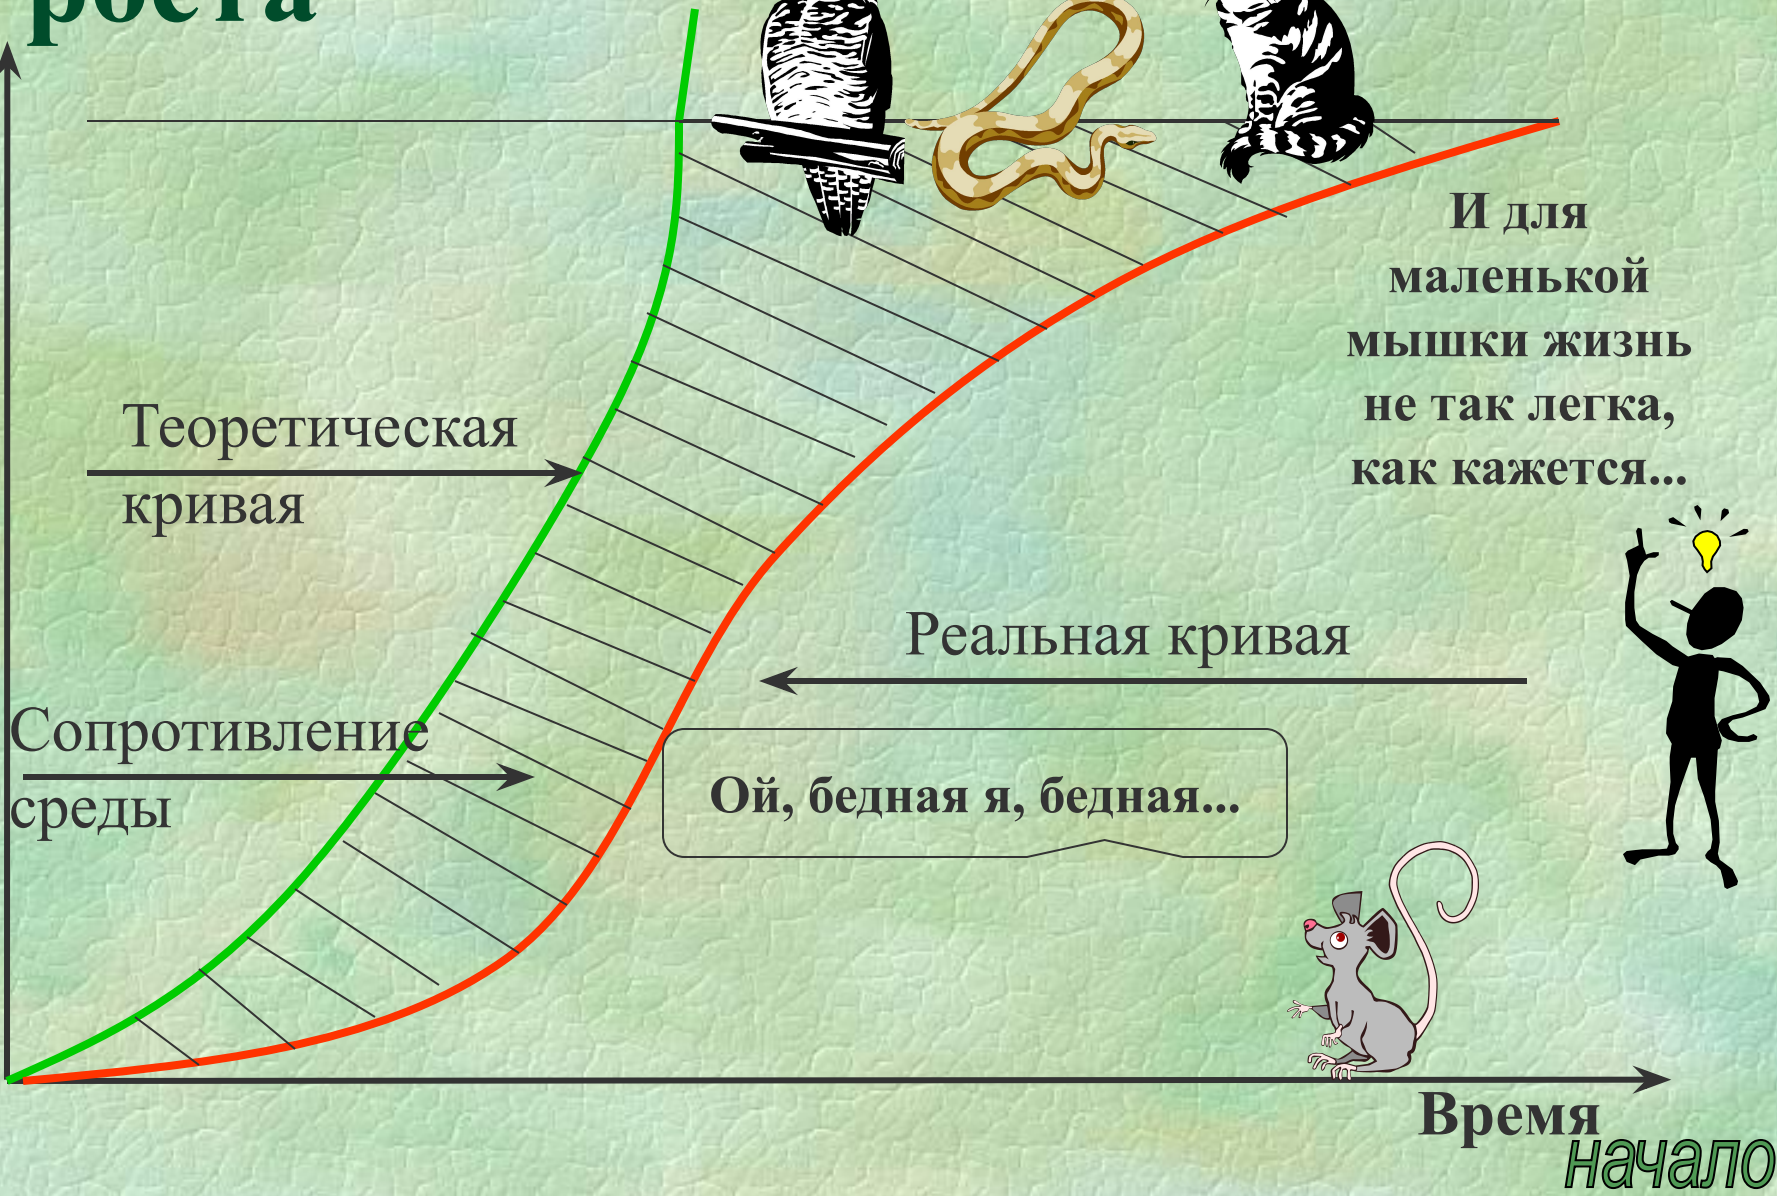 роста
Теоретическая
кривая
Сопротивление
среды
И для
маленькой
мышки жизнь
не так легка,
как кажется...
Реальная кривая
Ой, бедная я, бедная...
Время
начало